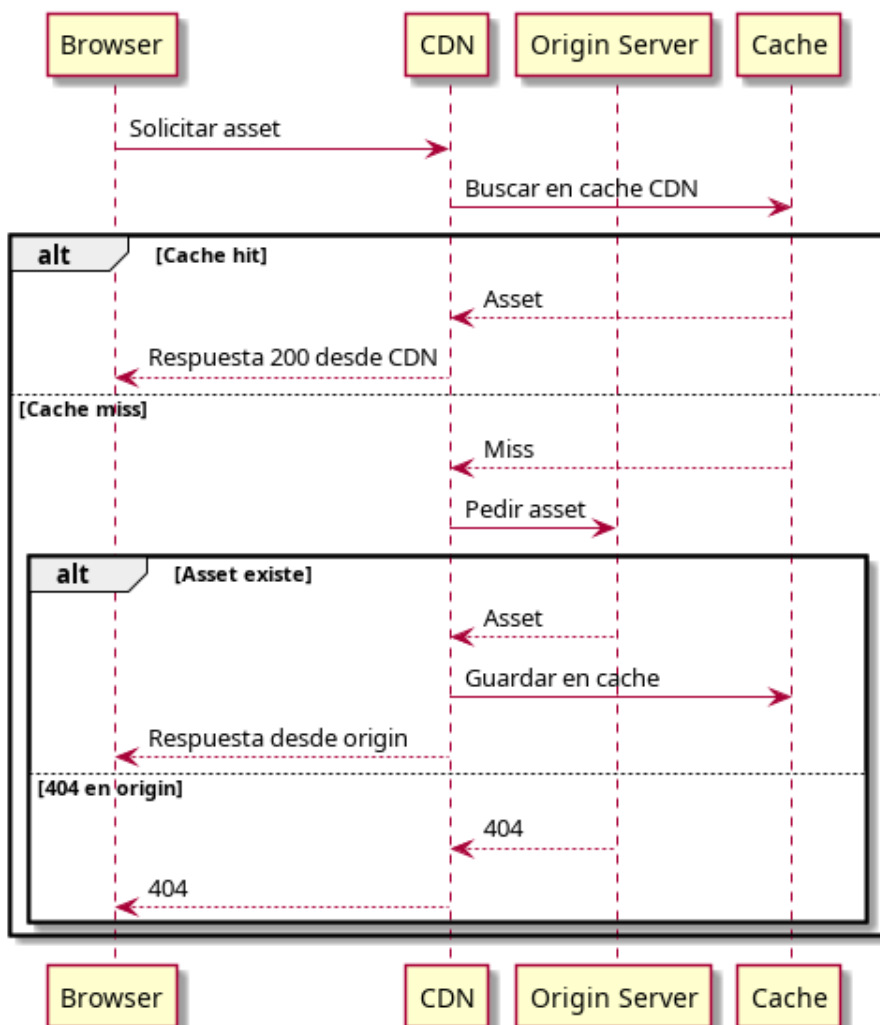 Browser CDN Origin Server Cache
Solicitar asset
Buscar en cache CDN
alt [Cache hit]
Asset
Respuesta 200 desde CDN
[Cache miss]
Miss
Pedir asset
alt [Asset existe]
Asset
Guardar en cache
Respuesta desde origin
[404 en origin]
404
404
Browser CDN Origin Server Cache